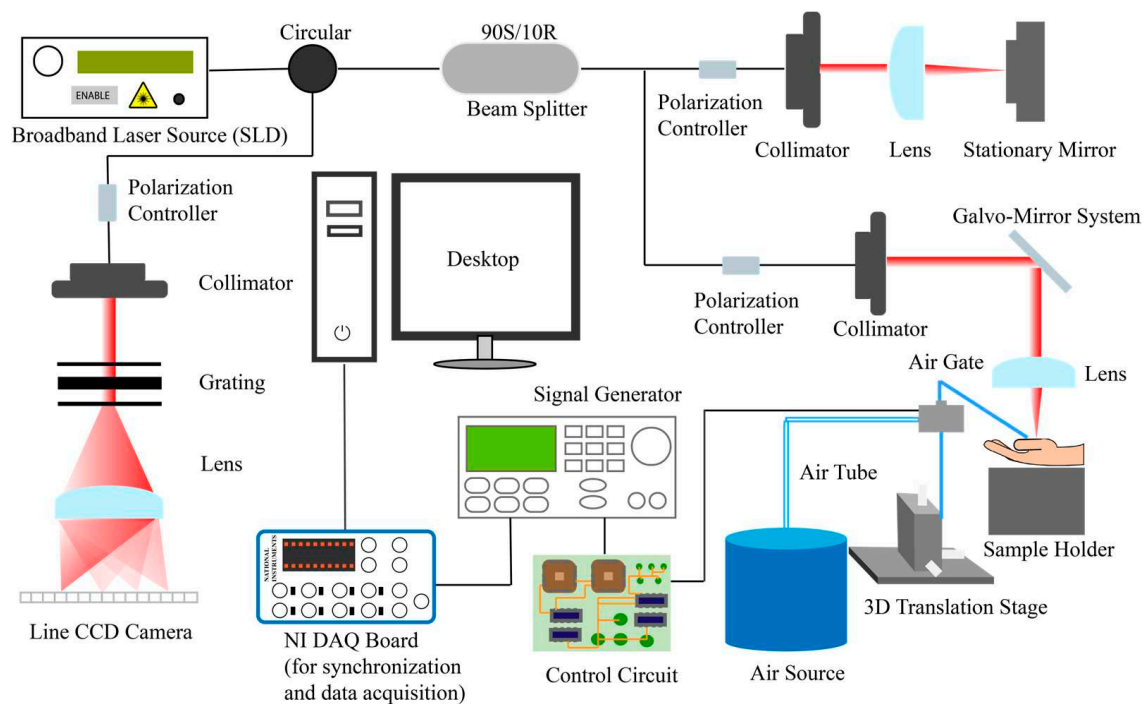 Circular
90S/10R
Beam Splitter
ENABLE
Broadband Laser Source (SLD)
Polarization
Controller
Collimator
Lens
Stationary Mirror
Polarization
Controller
Galvo-Mirror System
Collimator
Desktop
Polarization
Controller
Collimator
Air Gate
Lens
Grating
Signal Generator
Lens
Air Tube
NATIONAL
INSTRUMENTS
Sample Holder
3D Translation Stage
Line CCD Camera
NI DAQ Board
(for synchronization
and data acquisition)
Control Circuit
Air Source